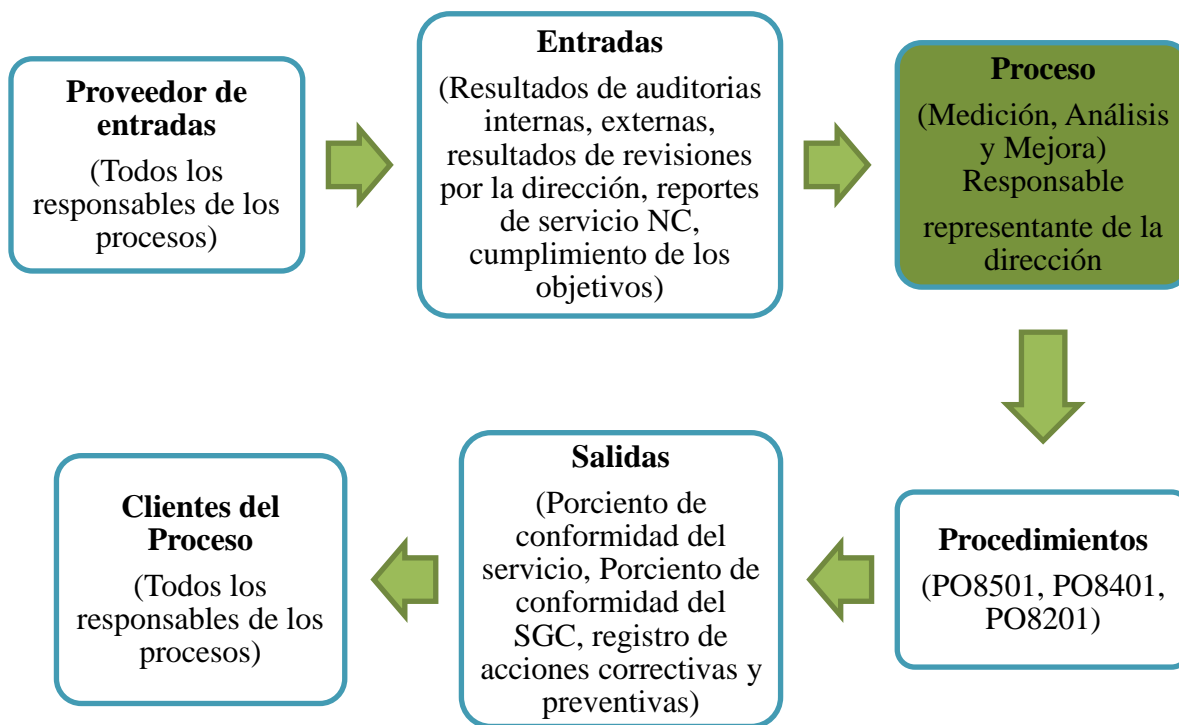 Proveedor de
entradas
(Todos los
responsables de los
procesos)
Entradas
(Resultados de auditorias
internas, externas,
resultados de revisiones
por la dirección, reportes
de servicio NC,
cumplimiento de los
objetivos)
Proceso
(Medición, Análisis
y Mejora)
Responsable
representante de la
dirección
Procedimientos
(PO8501, PO8401,
PO8201)
Salidas
(Porciento de
conformidad del
servicio, Porciento de
conformidad del
SGC, registro de
acciones correctivas y
preventivas)
Clientes del
Proceso
(Todos los
responsables de los
procesos)